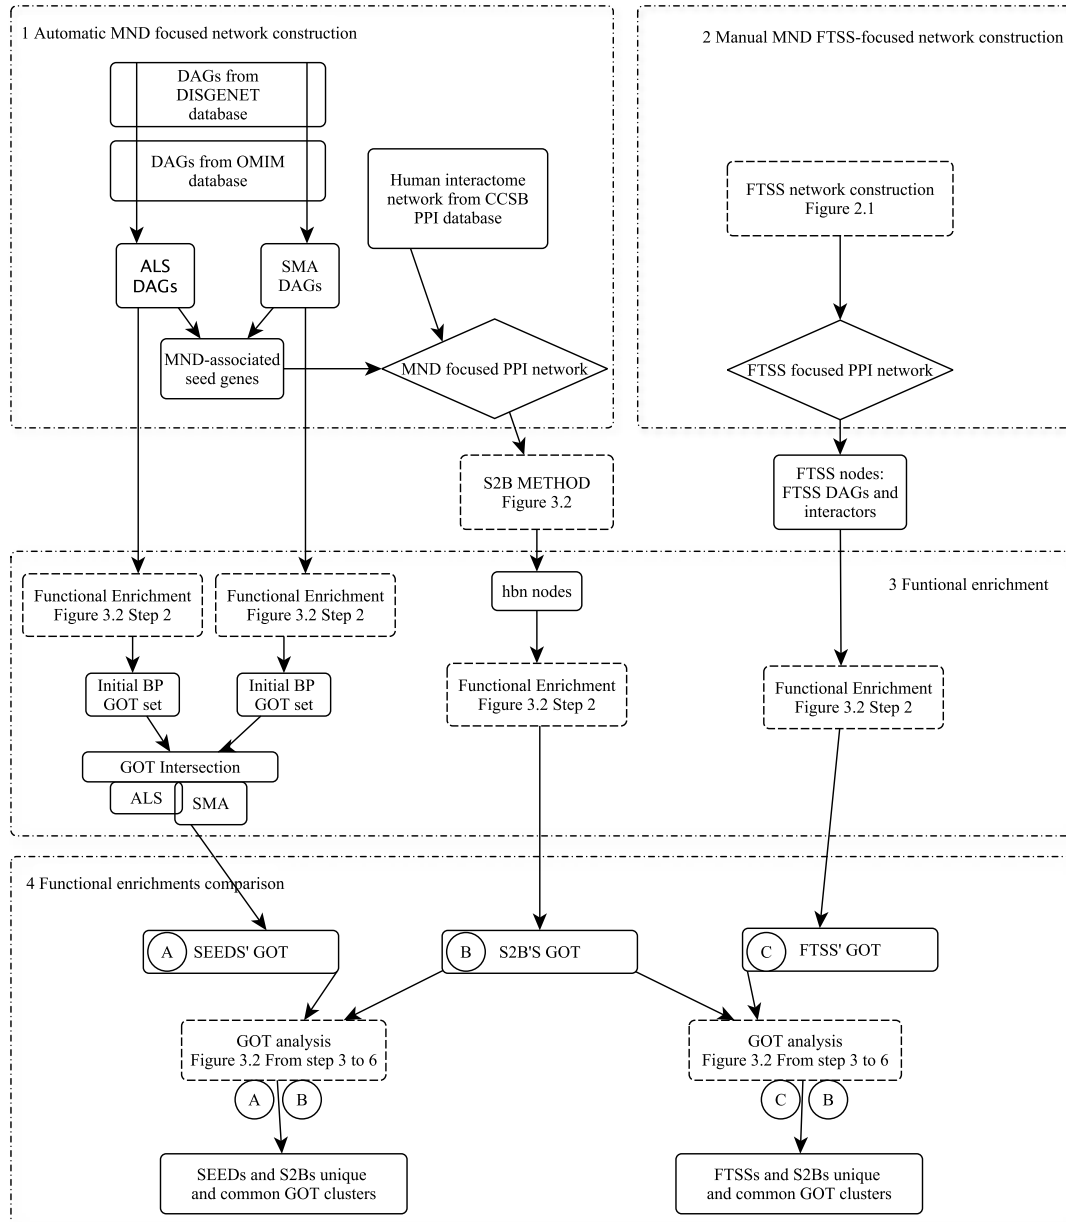 1 Automatic MND focused network construction
2 Manual MND FTSS-focused network construction
DAGs from
DISGENET
database
DAGs from OMIM
database
Human interactome
network from CCSB
PPI database
FTSS network construction
Figure 2.1
ALS
DAGs
SMA
DAGs
MND-associated
seed genes
MND focused PPI network
FTSS focused PPI network
S2B METHOD
Figure 3.2
FTSS nodes:
FTSS DAGs and
interactors
3 Funtional enrichment
Functional Enrichment
Figure 3.2 Step 2
Functional Enrichment
Figure 3.2 Step 2
hbn nodes
Initial BP
GOT set
Initial BP
GOT set
Functional Enrichment
Figure 3.2 Step 2
Functional Enrichment
Figure 3.2 Step 2
GOT Intersection
ALS
SMA
4 Functional enrichments comparison
A
SEEDS' GOT
B
S2B'S GOT
C
FTSS' GOT
GOT analysis
Figure 3.2 From step 3 to 6
GOT analysis
Figure 3.2 From step 3 to 6
A
B
C
B
SEEDs and S2Bs unique
and common GOT clusters
FTSSs and S2Bs unique
and common GOT clusters